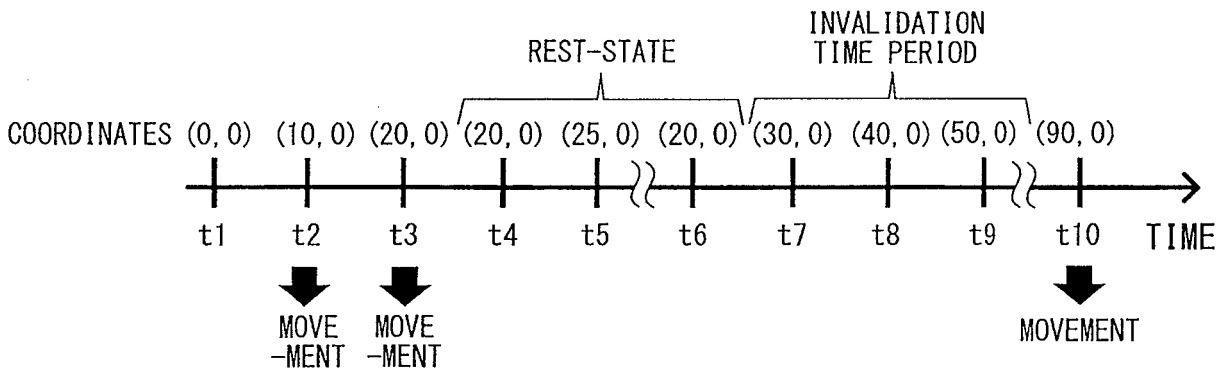 INVALIDATION
TIME PERIOD
REST-STATE
COORDINATES (0, 0) (10, 0) (20, 0) (20, 0) (25, 0) (20, 0) (30, 0) (40, 0) (50, 0) (90, 0)
t1 t2 t3 t4 t5 t6 t7 t8 t9 t10 TIME
MOVE
-MENT
MOVE
-MENT
MOVEMENT